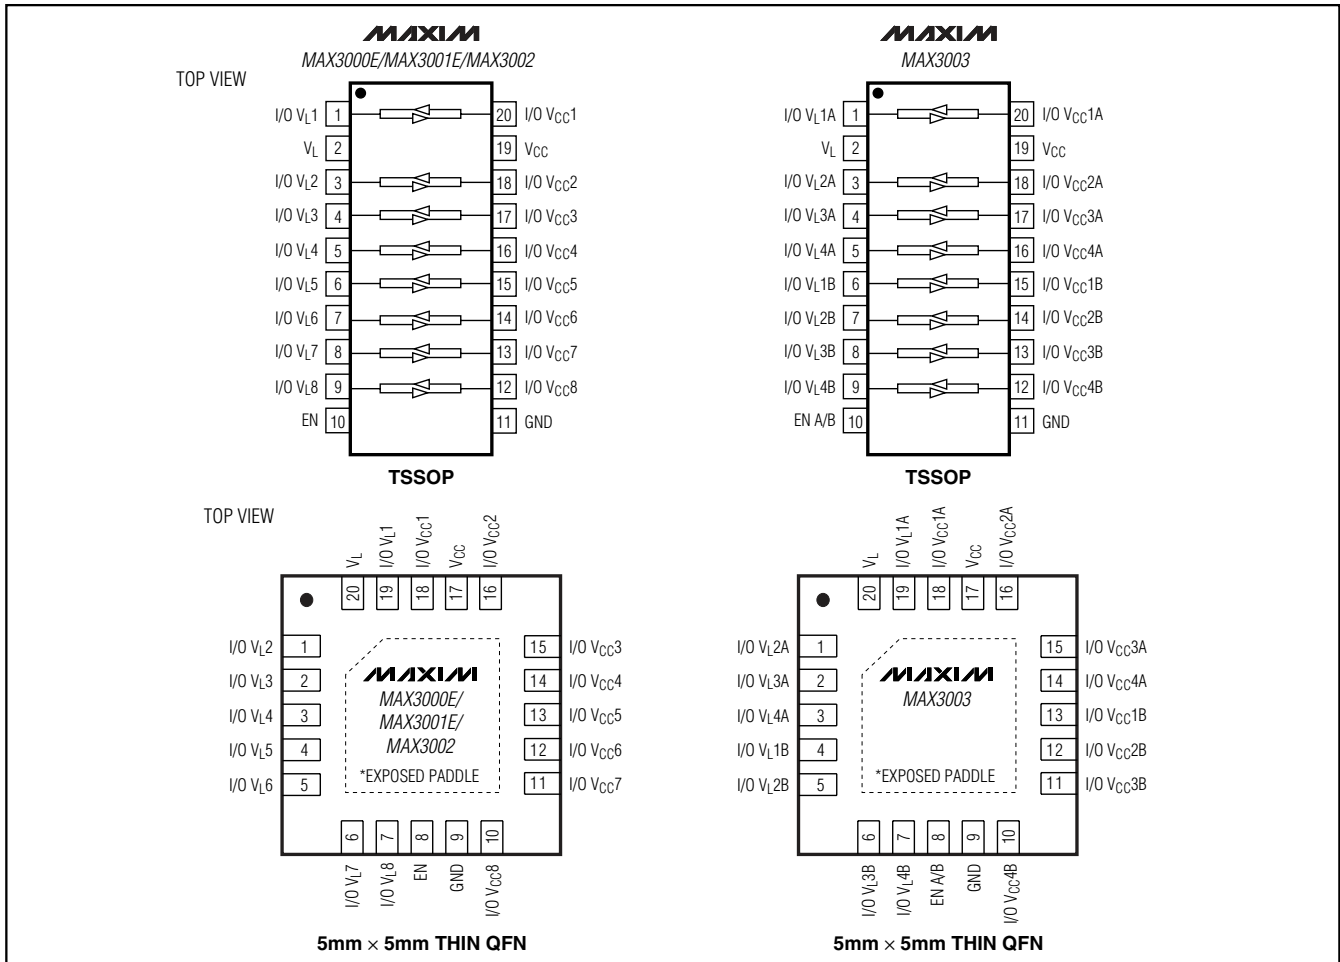 MAXIM
MAX3000E/MAX3001E/MAX3002
TOP VIEW
I/O VL1 1 20 I/O VCC1
VL 2 19 VCC
I/O VL2 3 18 I/O VCC2
I/O VL3 4 17 I/O VCC3
I/O VL4 5 16 I/O VCC4
I/O VL5 6 15 I/O VCC5
I/O VL6 7 14 I/O VCC6
I/O VL7 8 13 I/O VCC7
I/O VL8 9 12 I/O VCC8
EN 10 11 GND
TSSOP
MAXIM
MAX3003
I/O VL1A 1 20 I/O VCC1A
VL 2 19 VCC
I/O VL2A 3 18 I/O VCC2A
I/O VL3A 4 17 I/O VCC3A
I/O VL4A 5 16 I/O VCC4A
I/O VL1B 6 15 I/O VCC1B
I/O VL2B 7 14 I/O VCC2B
I/O VL3B 8 13 I/O VCC3B
I/O VL4B 9 12 I/O VCC4B
EN A/B 10 11 GND
TSSOP
TOP VIEW
VL I/O VL1 I/O VCC1 VCC I/O VCC2
20 19 18 17 16
I/O VL2 1 15 I/O VCC3
I/O VL3 2 14 I/O VCC4
I/O VL4 3 13 I/O VCC5
I/O VL5 4 12 I/O VCC6
I/O VL6 5 11 I/O VCC7
MAXIM
MAX3000E/
MAX3001E/
MAX3002
*EXPOSED PADDLE
6 7 8 9 10
I/O VL7 I/O VL8 EN GND I/O VCC8
5mm × 5mm THIN QFN
VL I/O VL1A I/O VCC1A VCC I/O VCC2A
20 19 18 17 16
I/O VL2A 1 15 I/O VCC3A
I/O VL3A 2 14 I/O VCC4A
I/O VL4A 3 13 I/O VCC1B
I/O VL1B 4 12 I/O VCC2B
I/O VL2B 5 11 I/O VCC3B
MAXIM
MAX3003
*EXPOSED PADDLE
6 7 8 9 10
I/O VL3B I/O VL4B EN A/B GND I/O VCC4B
5mm × 5mm THIN QFN